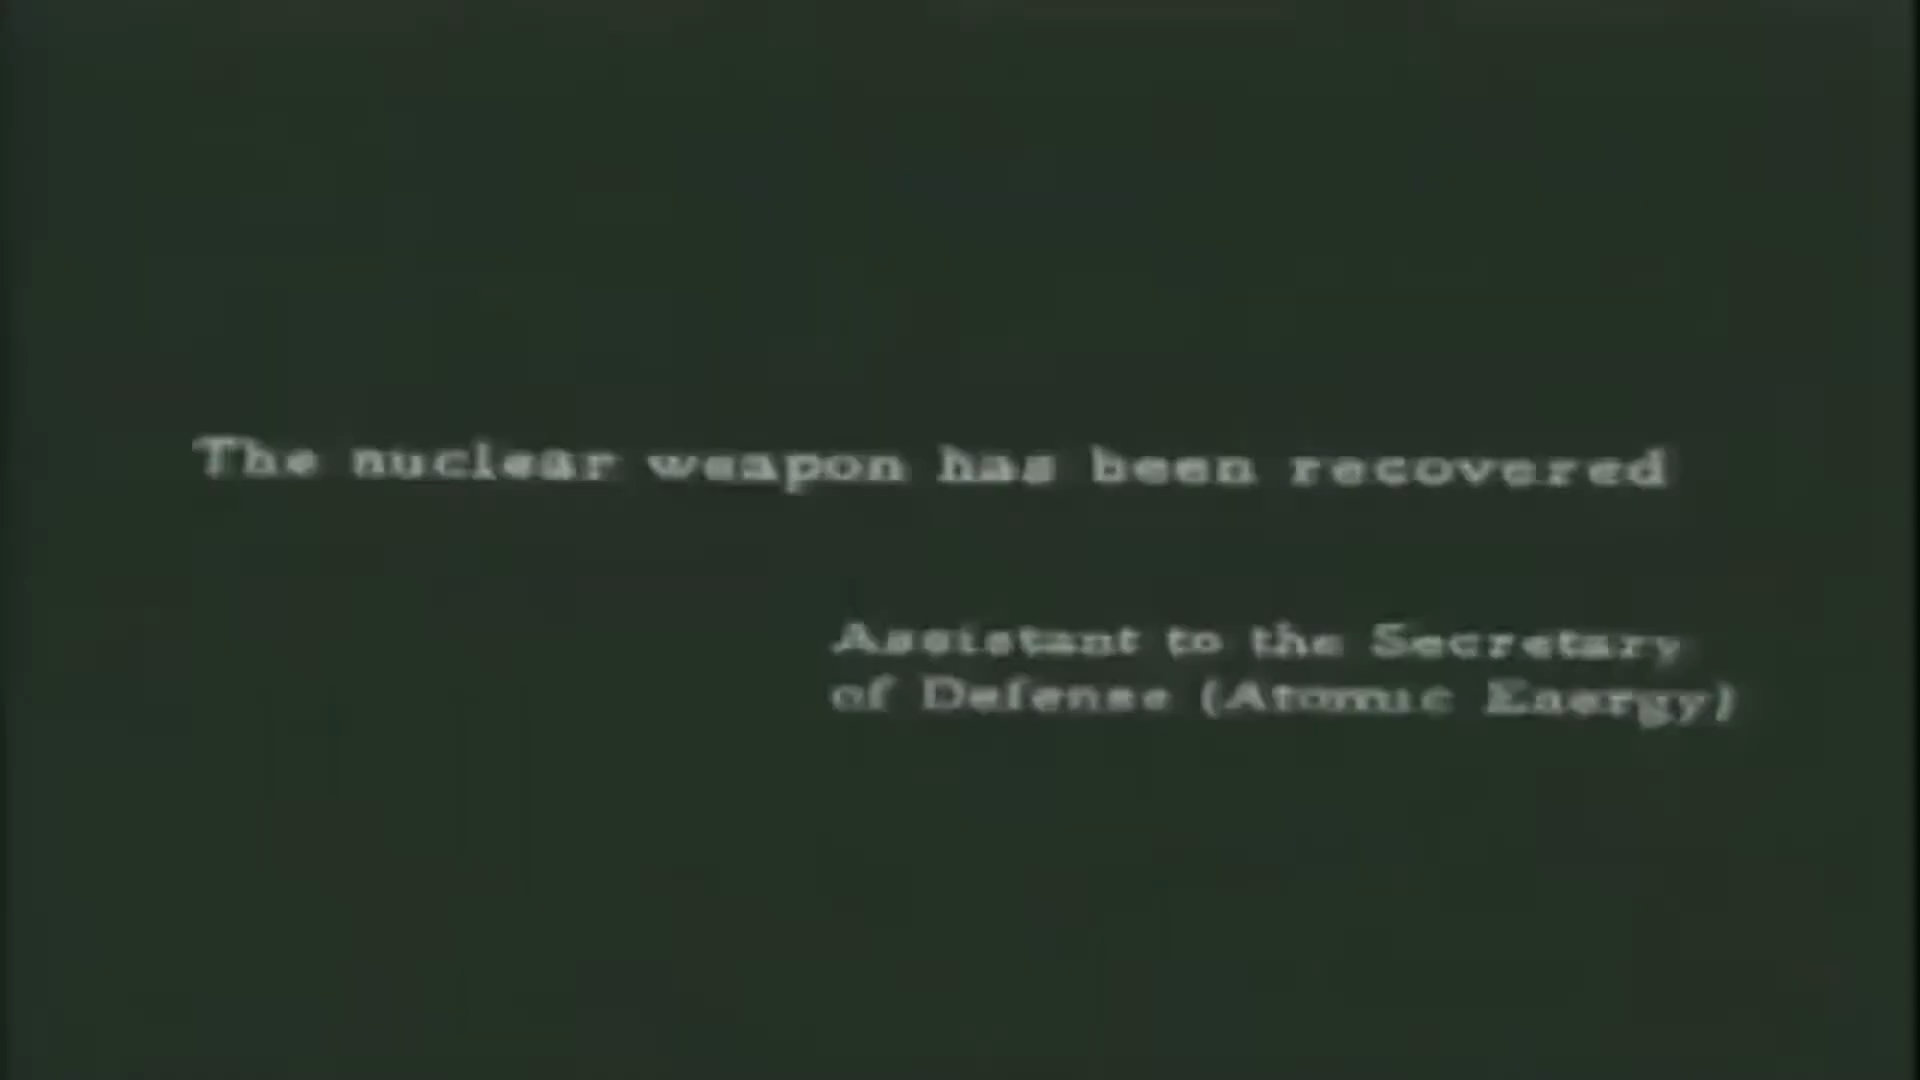 The nuclear weapon has been recovered
Assistant to the Secretary
of Defense (Atomic Energy)